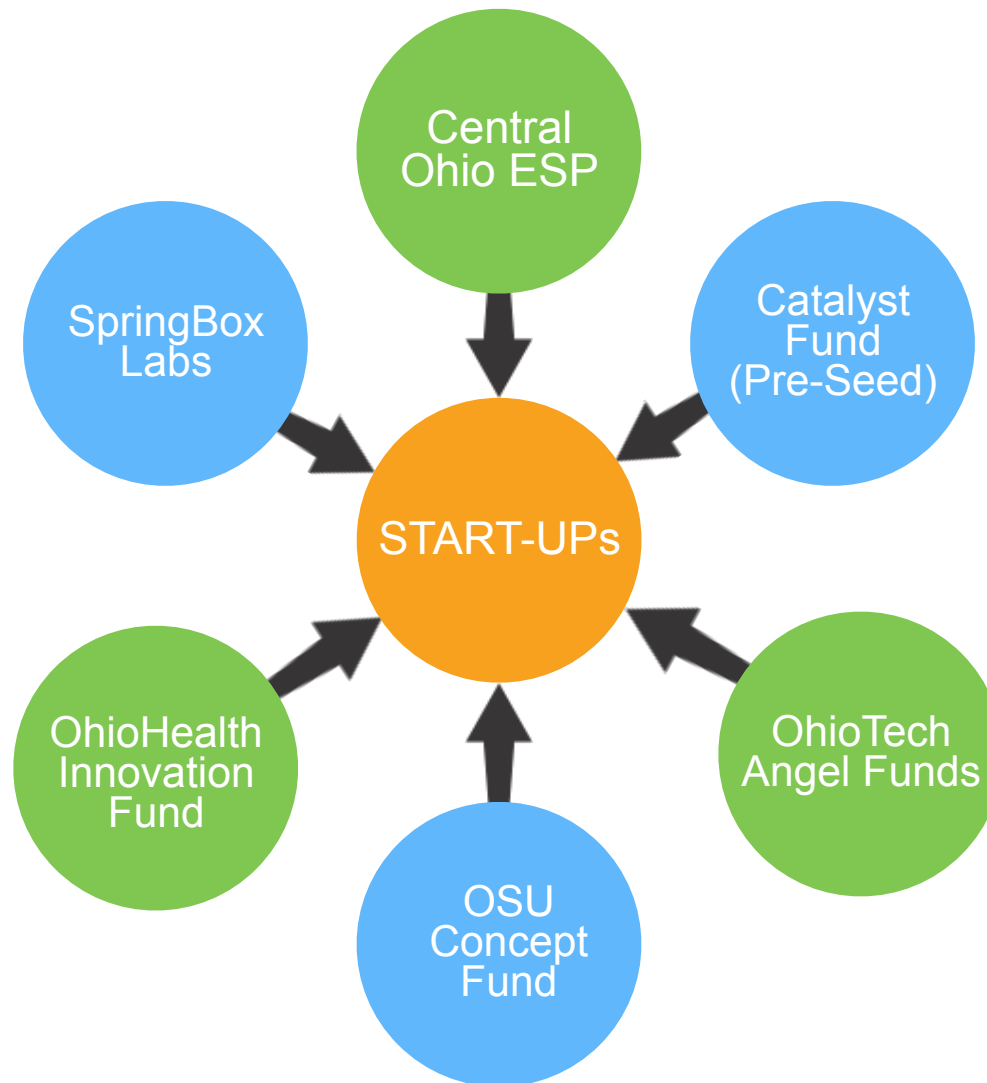 Central
Ohio ESP
SpringBox
Labs
Catalyst
Fund
(Pre-Seed)
START-UPs
OhioHealth
Innovation
Fund
OhioTech
Angel Funds
OSU
Concept
Fund